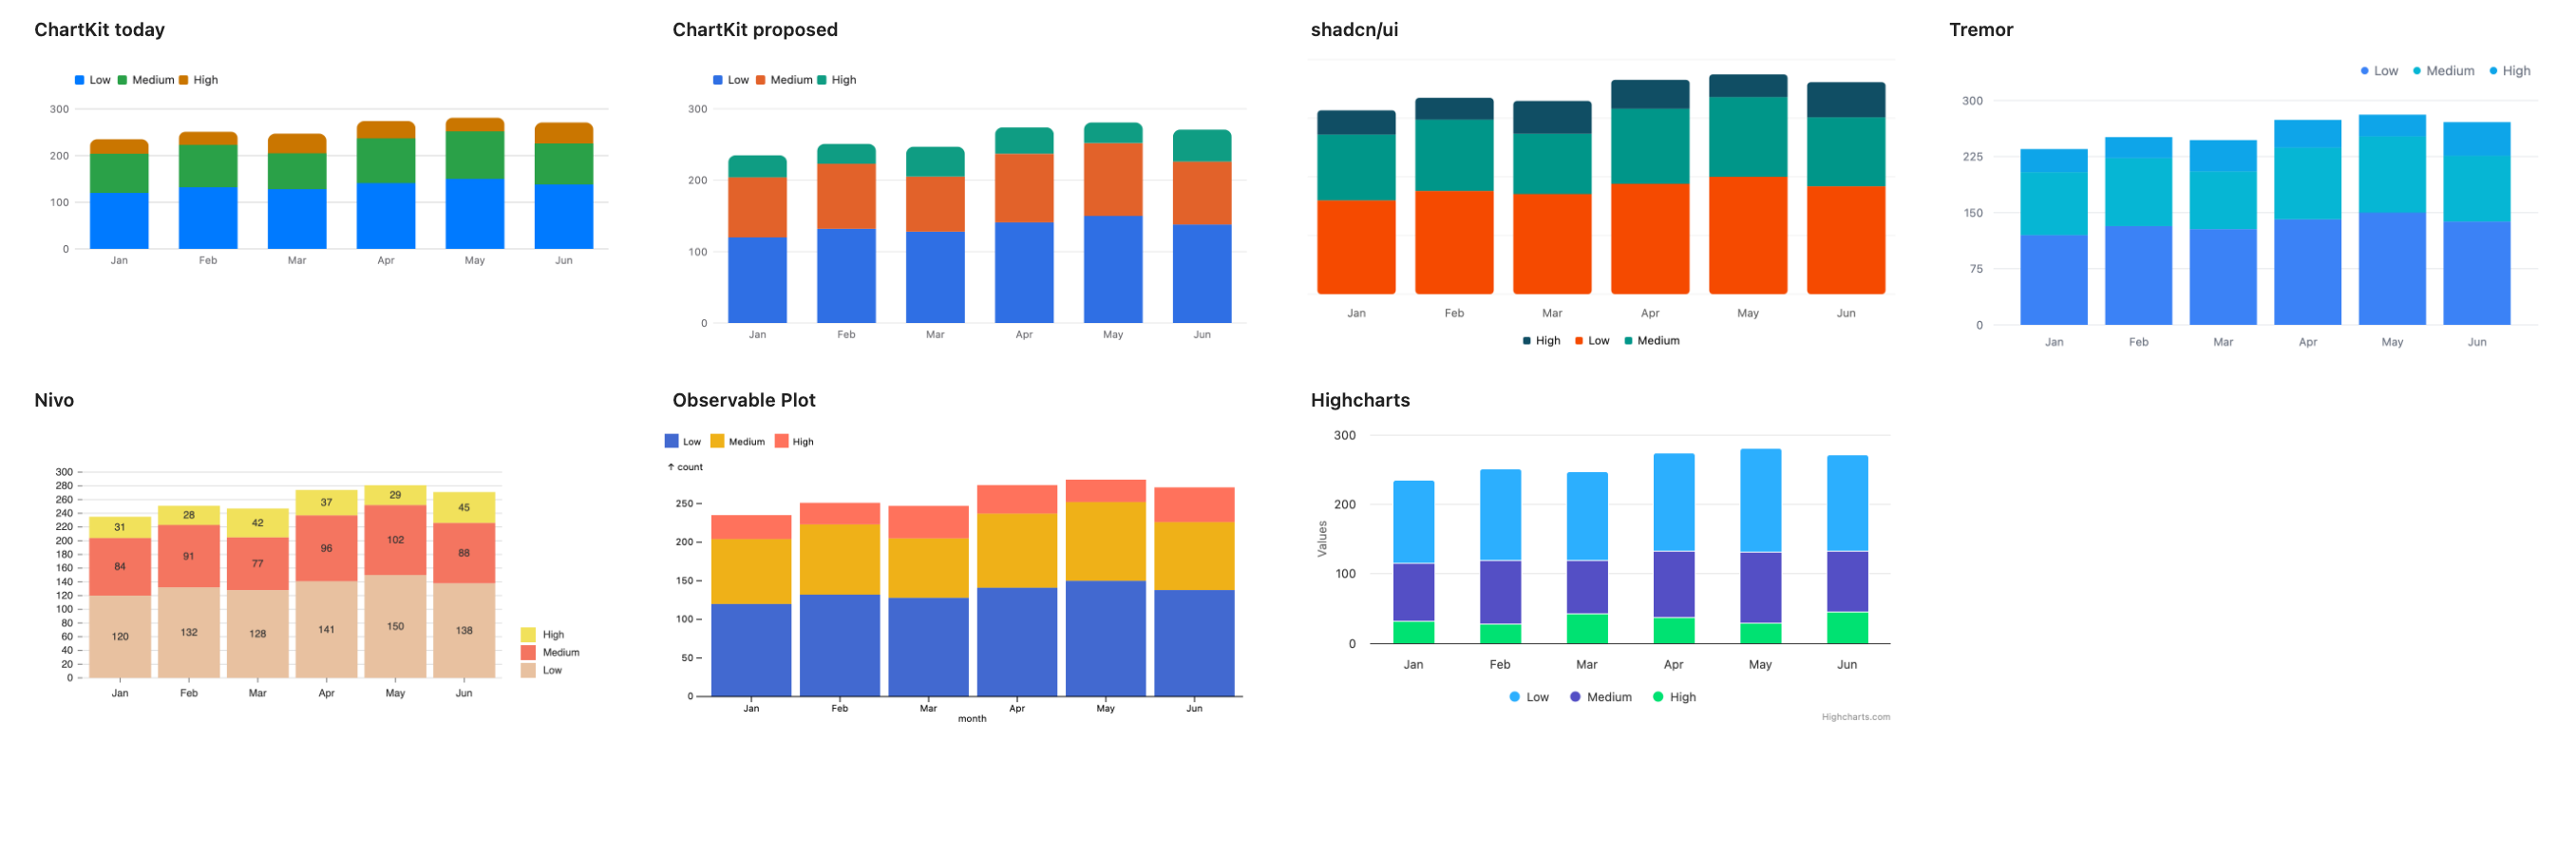 ChartKit today
Low Medium High
300
200
100
0
Jan Feb Mar Apr May Jun
ChartKit proposed
Low Medium High
300
200
100
0
Jan Feb Mar Apr May Jun
shadcn/ui
Jan Feb Mar Apr May Jun
High Low Medium
Tremor
Low Medium High
300
225
150
75
0
Jan Feb Mar Apr May Jun
Nivo
300
280
260
240
220
200
180
160
140
120
100
80
60
40
20
0
31 28 42 37 29 45
84 91 77 96 102 88
120 132 128 141 150 138
Jan Feb Mar Apr May Jun
High
Medium
Low
Observable Plot
Low Medium High
↑ count
250
200
150
100
50
0
Jan Feb Mar Apr May Jun
month
Highcharts
300
200
100
0
Values
Jan Feb Mar Apr May Jun
Low Medium High
Highcharts.com